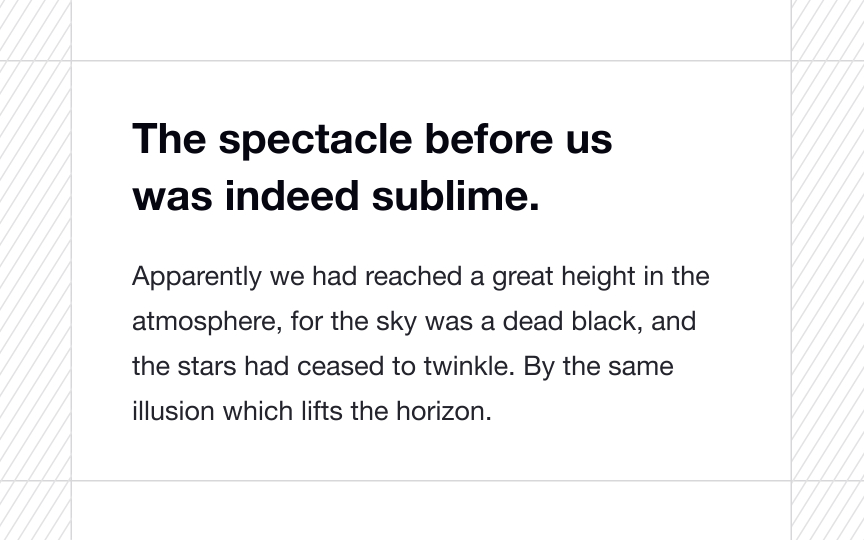 The spectacle before us
was indeed sublime.
Apparently we had reached a great height in the
atmosphere, for the sky was a dead black, and
the stars had ceased to twinkle. By the same
illusion which lifts the horizon.